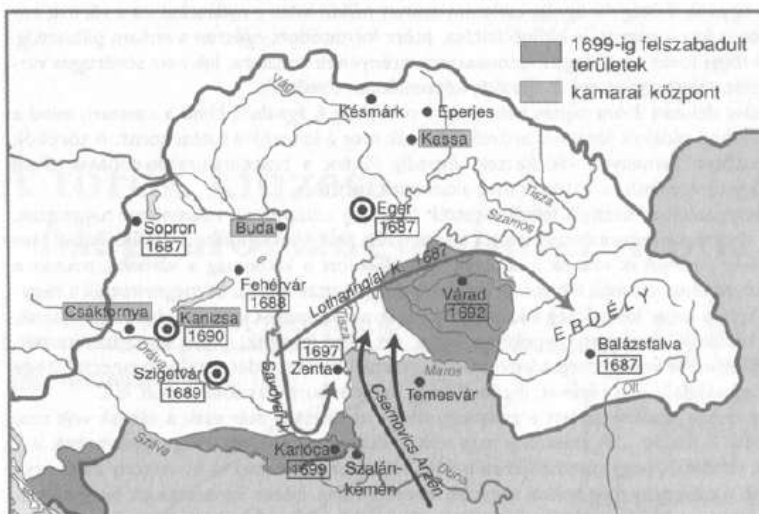 1699-ig felszabadult
területek
kamarai központ
Vág
Késmárk
Eperjes
Kassa
Tisza
Szamos
Eger
1687
Sopron
1687
Buda
Lotharingiai K. 1687
Fehérvár
1688
Várad
1692
ERDÉLY
Csáktornya
Kanizsa
1690
Tisza
Balázsfalva
1687
Dráva
1697
Zenta
Maros
Szigetvár
1689
Temesvár
Olt
Csernovics Arzén
Száva
Karlóca
1699
Szalán-
kemén
Duna